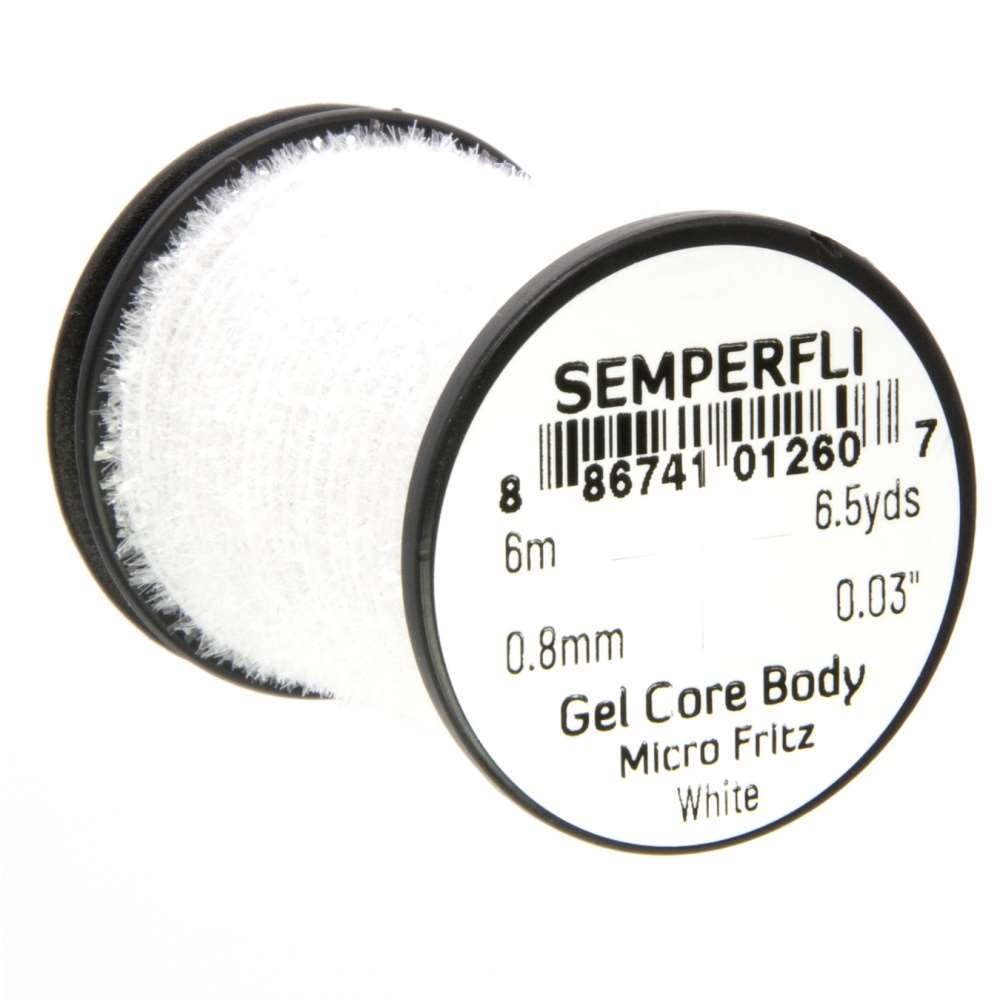 SEMPERFLI
8 86741 01260 7
6m 6.5yds
0.8mm 0.03"
Gel Core Body
Micro Fritz
White